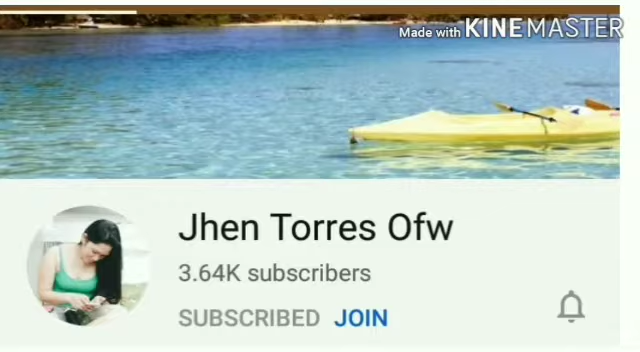 Made with KINEMASTER
Jhen Torres Ofw
3.64K subscribers
SUBSCRIBED JOIN